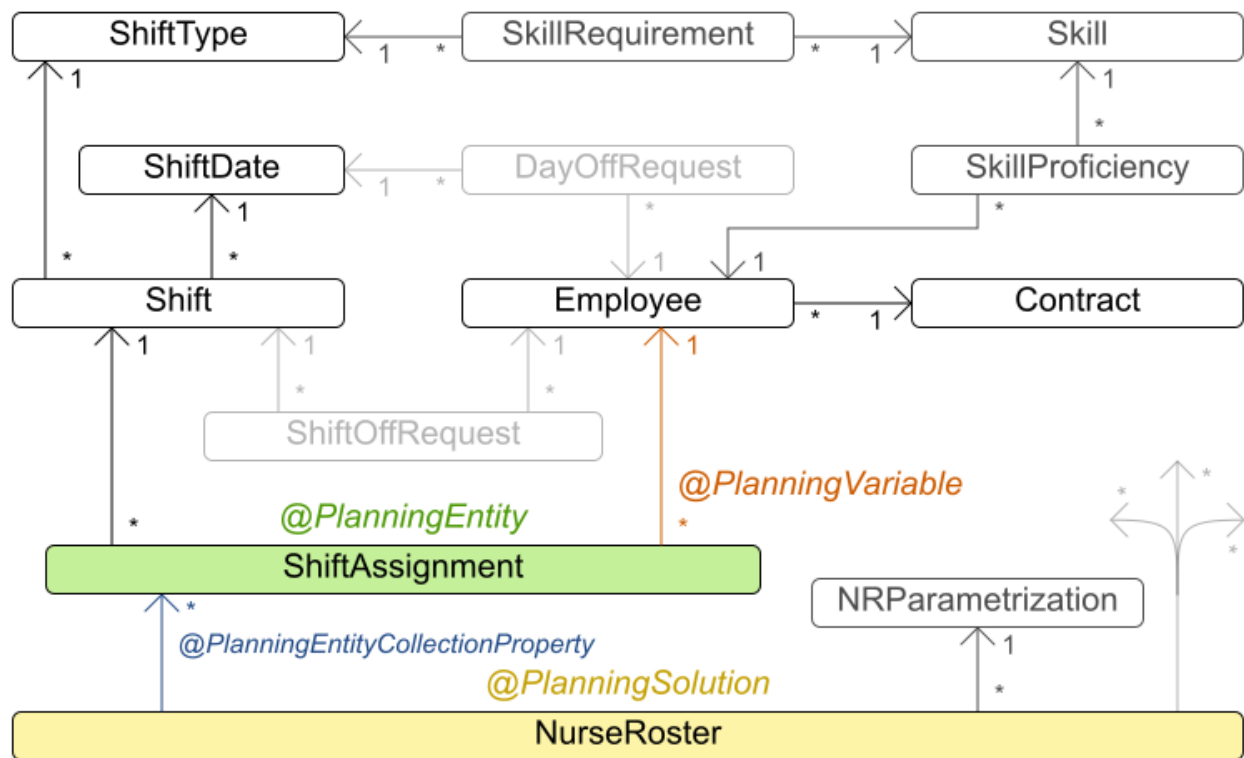 ShiftType
SkillRequirement
Skill
1 * * 1
1
1
ShiftDate
DayOffRequest
SkillProficiency
*
1 *
1
*
*
* *
1
1
Shift
Employee
Contract
* 1
1
1
1
1
*
*
ShiftOffRequest
@PlanningVariable
@PlanningEntity
*
*
*
*
*
ShiftAssignment
NRParametrization
*
@PlanningEntityCollectionProperty
1
@PlanningSolution
*
NurseRoster